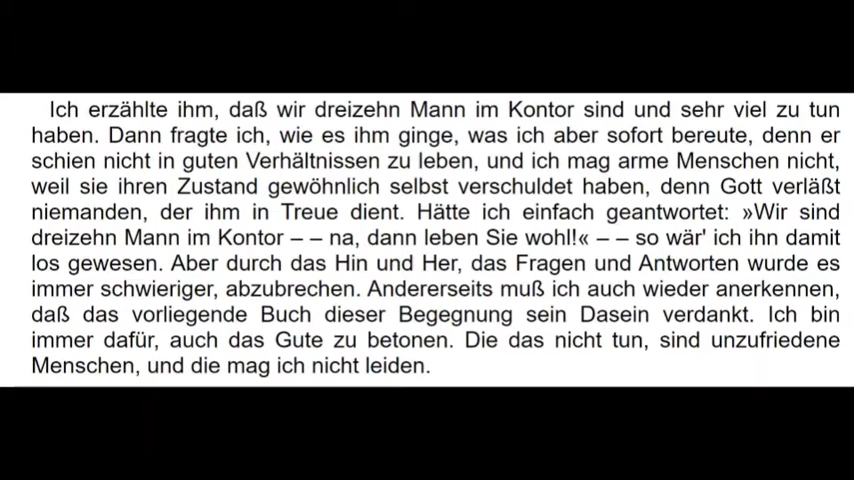 Ich erzählte ihm, daß wir dreizehn Mann im Kontor sind und sehr viel zu tun
haben. Dann fragte ich, wie es ihm ginge, was ich aber sofort bereute, denn er
schien nicht in guten Verhältnissen zu leben, und ich mag arme Menschen nicht,
weil sie ihren Zustand gewöhnlich selbst verschuldet haben, denn Gott verläßt
niemanden, der ihm in Treue dient. Hätte ich einfach geantwortet: »Wir sind
dreizehn Mann im Kontor – – na, dann leben Sie wohl!« – – so wär' ich ihn damit
los gewesen. Aber durch das Hin und Her, das Fragen und Antworten wurde es
immer schwieriger, abzubrechen. Andererseits muß ich auch wieder anerkennen,
daß das vorliegende Buch dieser Begegnung sein Dasein verdankt. Ich bin
immer dafür, auch das Gute zu betonen. Die das nicht tun, sind unzufriedene
Menschen, und die mag ich nicht leiden.